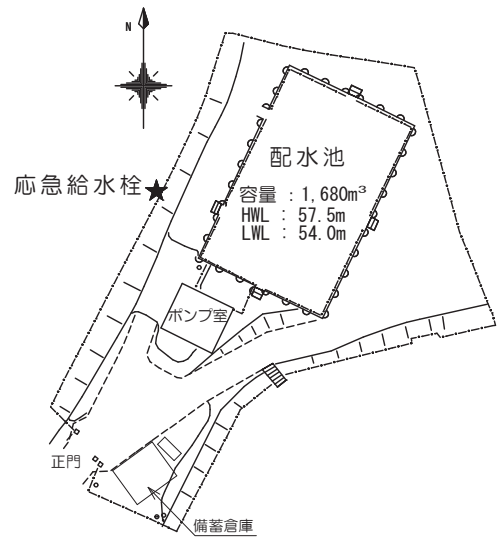 N
配水池
容量 : 1,680m³
HWL : 57.5m
LWL : 54.0m
応急給水栓
ポンプ室
正門
備蓄倉庫